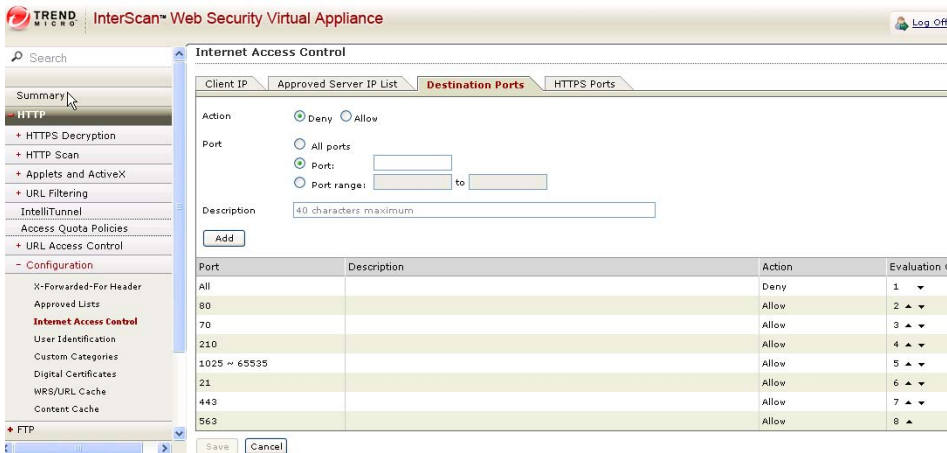 TREND MICRO InterScan™ Web Security Virtual Appliance
Log Off
Search
Summary
- HTTP
+ HTTPS Decryption
+ HTTP Scan
+ Applets and ActiveX
+ URL Filtering
IntelliTunnel
Access Quota Policies
+ URL Access Control
- Configuration
X-Forwarded-For Header
Approved Lists
Internet Access Control
User Identification
Custom Categories
Digital Certificates
WRS/URL Cache
Content Cache
+ FTP
Internet Access Control
Client IP Approved Server IP List Destination Ports HTTPS Ports
Action Deny Allow
Port All ports
Port:
Port range: to
Description 40 characters maximum
Add
Port Description Action Evaluation
All Deny 1
80 Allow 2
70 Allow 3
210 Allow 4
1025 ~ 65535 Allow 5
21 Allow 6
443 Allow 7
563 Allow 8
Save Cancel